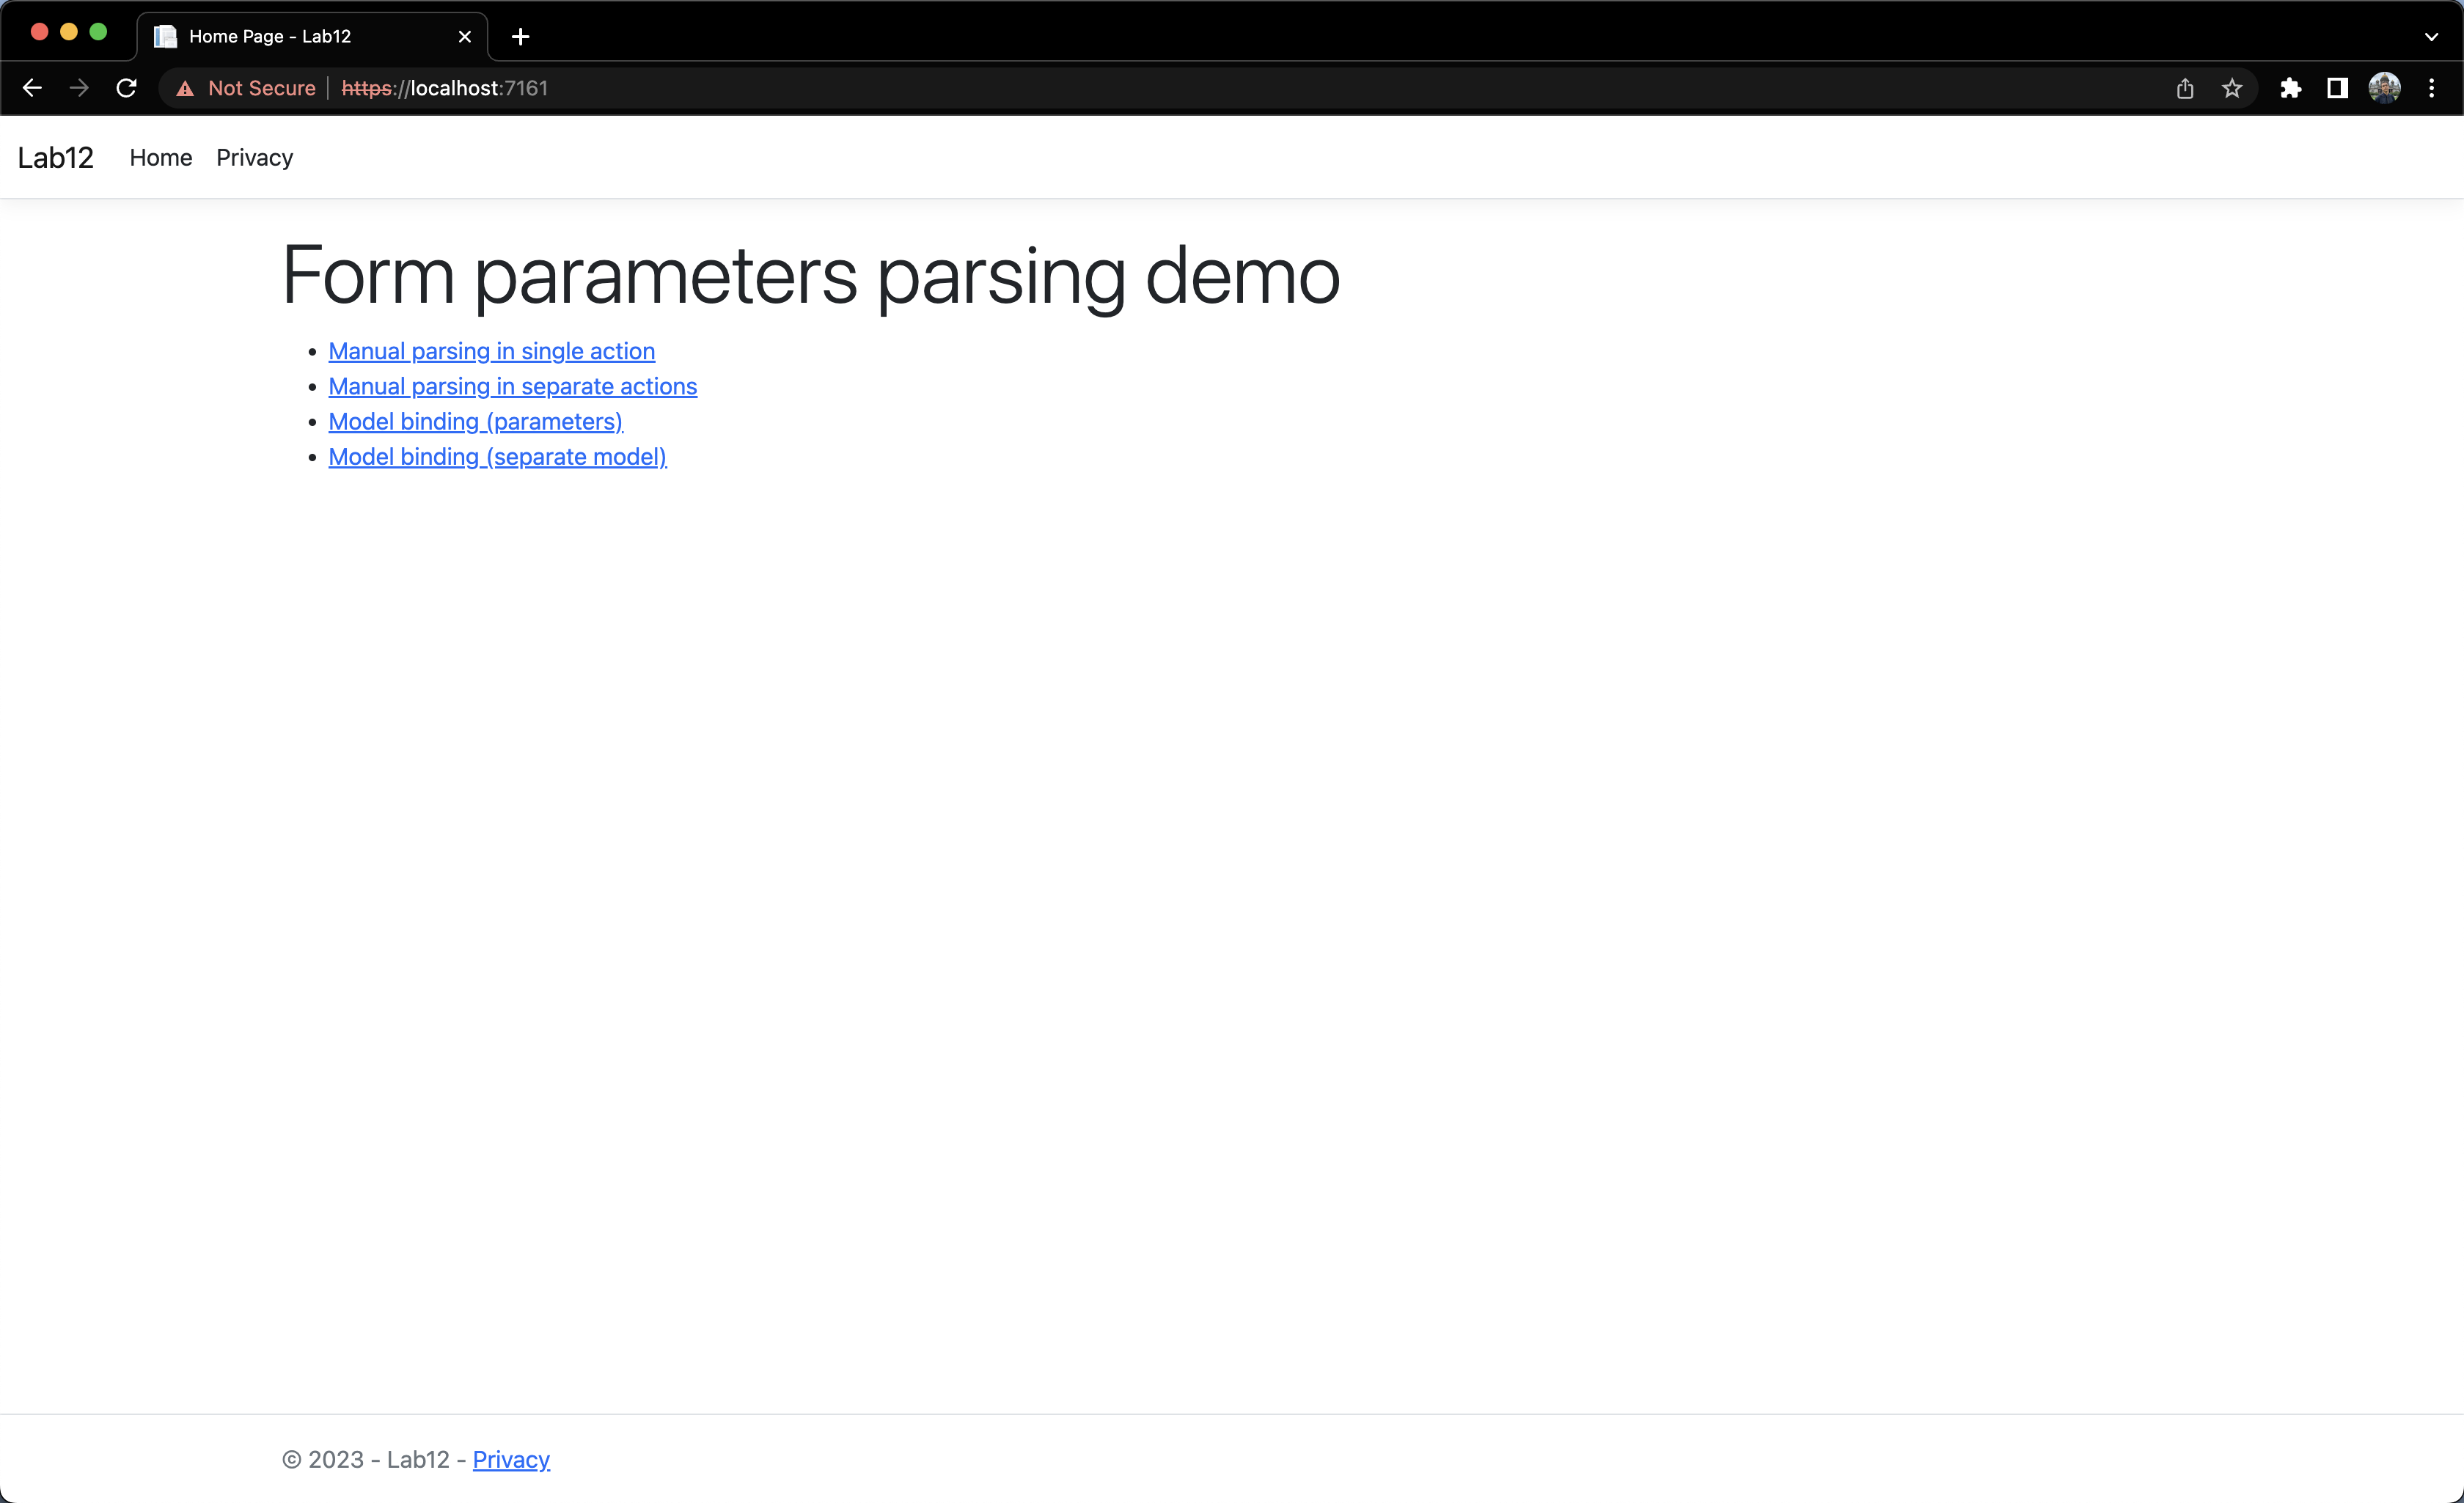 Home Page - Lab12
Not Secure https://localhost:7161
Lab12 Home Privacy
Form parameters parsing demo
Manual parsing in single action
Manual parsing in separate actions
Model binding (parameters)
Model binding (separate model)
© 2023 - Lab12 - Privacy